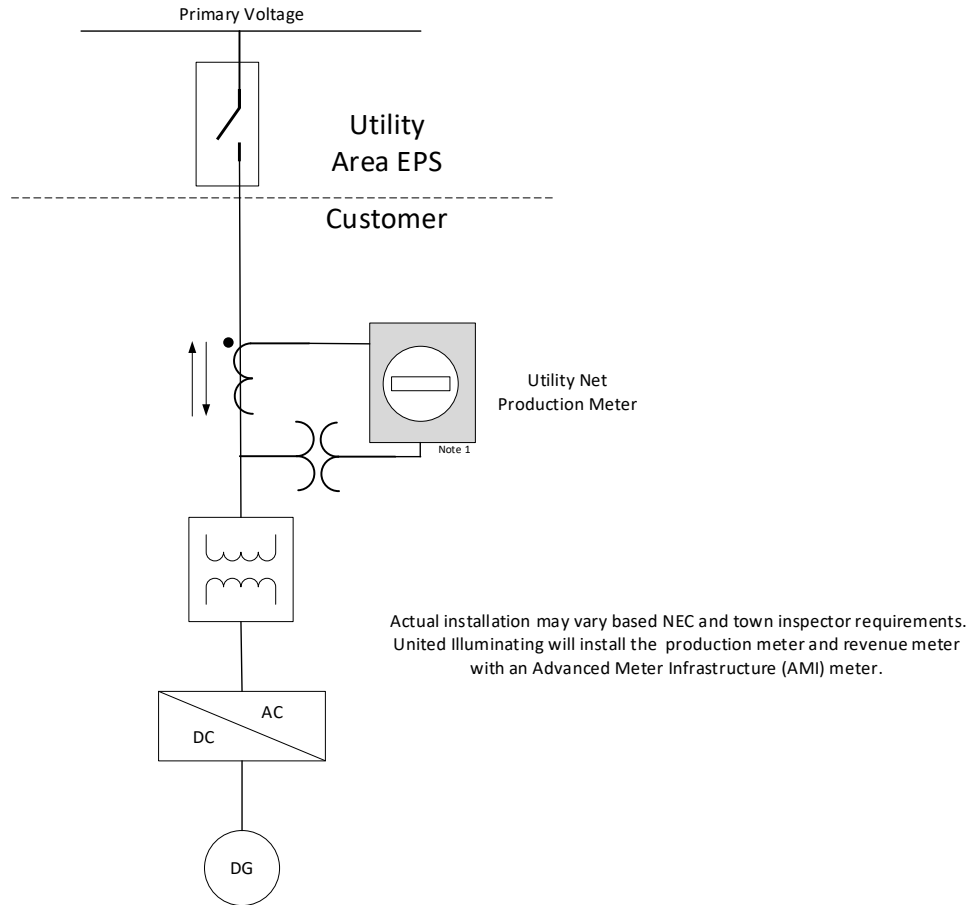 Primary Voltage
Utility
Area EPS
Customer
Utility Net
Production Meter
Note 1
Actual installation may vary based NEC and town inspector requirements.
United Illuminating will install the production meter and revenue meter
with an Advanced Meter Infrastructure (AMI) meter.
AC
DC
DG